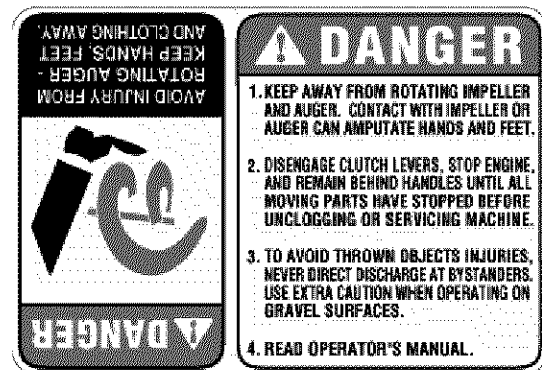 DANGER
AVOID INJURY FROM
ROTATING AUGER -
KEEP HANDS, FEET
AND CLOTHING AWAY.
DANGER
1. KEEP AWAY FROM ROTATING IMPELLER
AND AUGER. CONTACT WITH IMPELLER OR
AUGER CAN AMPUTATE HANDS AND FEET.
2. DISENGAGE CLUTCH LEVERS, STOP ENGINE,
AND REMAIN BEHIND HANDLES UNTIL ALL
MOVING PARTS HAVE STOPPED BEFORE
UNCLOGGING OR SERVICING MACHINE.
3. TO AVOID THROWN OBJECTS INJURIES,
NEVER DIRECT DISCHARGE AT BYSTANDERS.
USE EXTRA CAUTION WHEN OPERATING ON
GRAVEL SURFACES.
4. READ OPERATOR'S MANUAL.